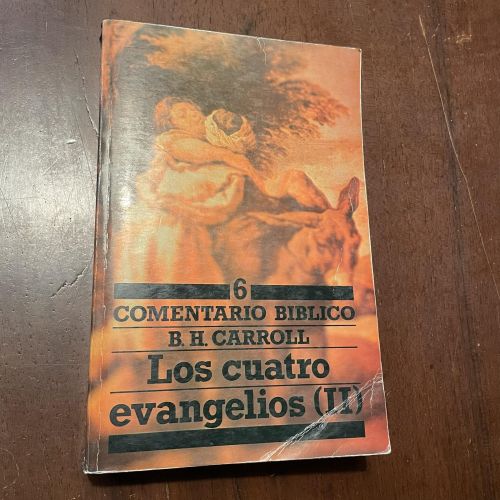 6
COMENTARIO BIBLICO
B. H. CARROLL
Los cuatro
evangelios (II)